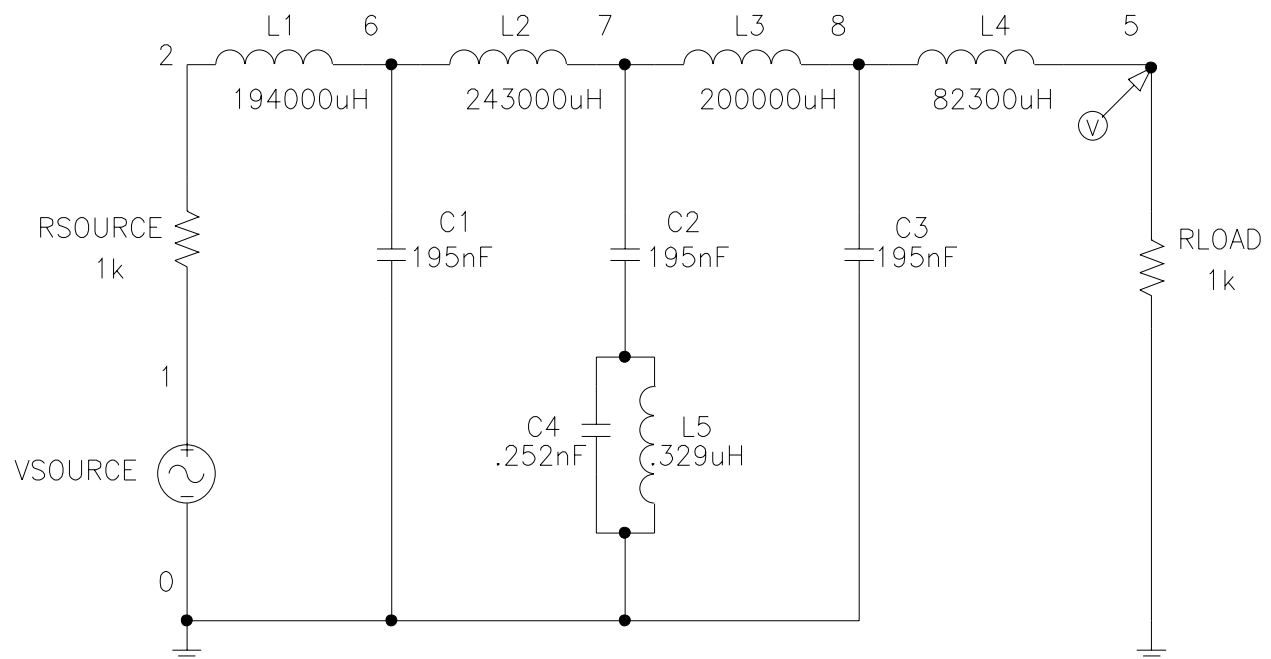 L1 6 L2 7 L3 8 L4 5
2
194000uH 243000uH 200000uH 82300uH
V
RSOURCE
1k
C1
195nF
C2
195nF
C3
195nF
RLOAD
1k
1
C4
.252nF
L5
.329uH
VSOURCE
+
−
0